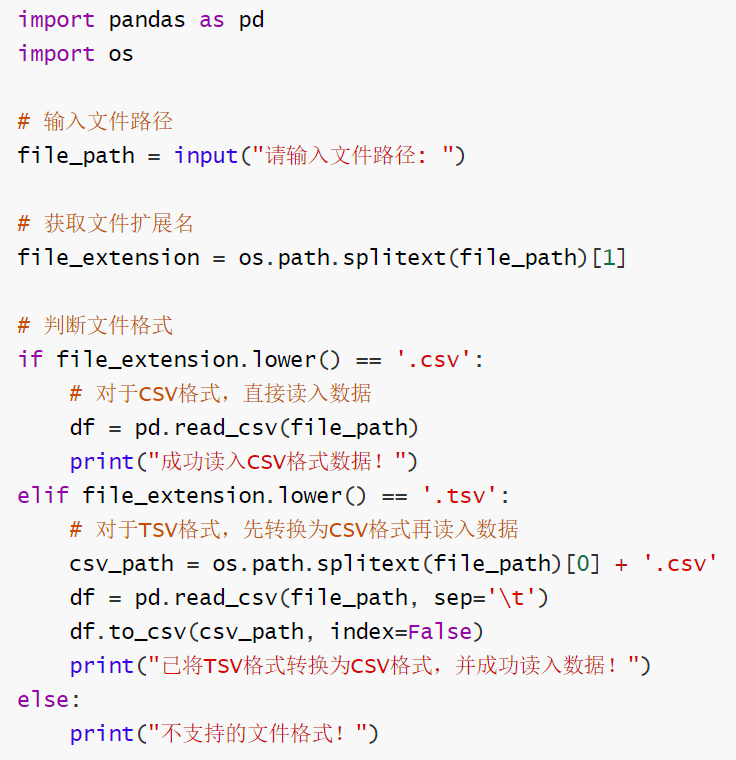 import pandas as pd
import os
# 输入文件路径
file_path = input("请输入文件路径: ")
# 获取文件扩展名
file_extension = os.path.splitext(file_path)[1]
# 判断文件格式
if file_extension.lower() == '.csv':
    # 对于CSV格式，直接读入数据
    df = pd.read_csv(file_path)
    print("成功读入CSV格式数据！")
elif file_extension.lower() == '.tsv':
    # 对于TSV格式，先转换为CSV格式再读入数据
    csv_path = os.path.splitext(file_path)[0] + '.csv'
    df = pd.read_csv(file_path, sep='\t')
    df.to_csv(csv_path, index=False)
    print("已将TSV格式转换为CSV格式，并成功读入数据！")
else:
    print("不支持的文件格式！")